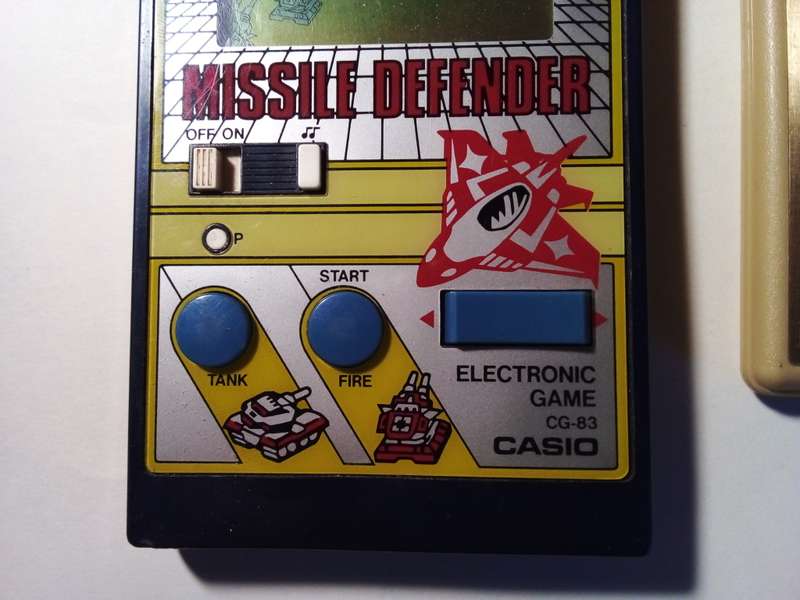 MISSILE DEFENDER
OFF ON
P
START
TANK
FIRE
ELECTRONIC
GAME
CG-83
CASIO